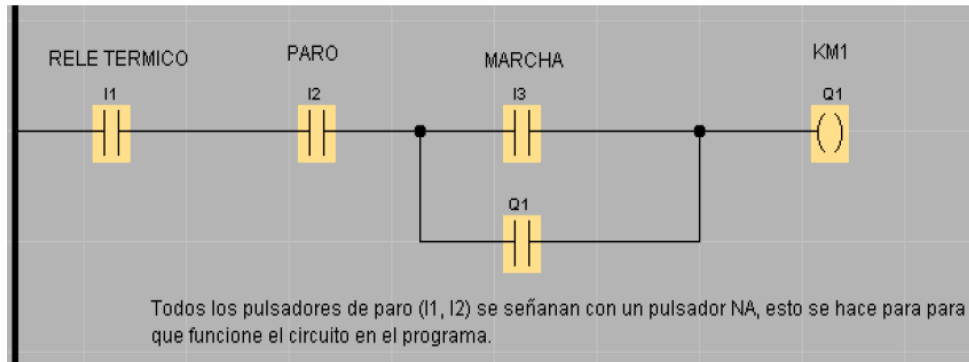 RELE TERMICO
PARO
MARCHA
KM1
I1
I2
I3
Q1
Q1
Todos los pulsadores de paro (I1, I2) se señanan con un pulsador NA, esto se hace para para
que funcione el circuito en el programa.